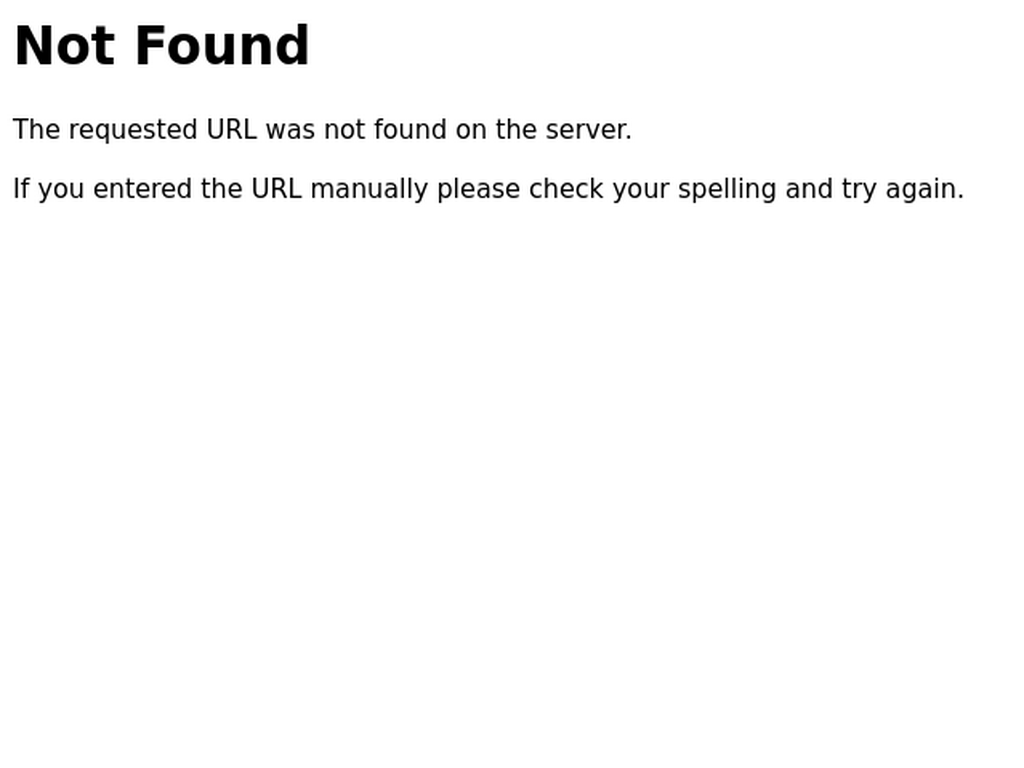 Not Found
The requested URL was not found on the server.
If you entered the URL manually please check your spelling and try again.